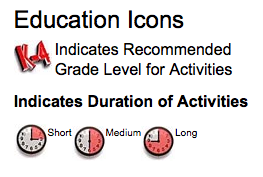 Education Icons
K-4 Indicates Recommended
Grade Level for Activities
Indicates Duration of Activities
Short Medium Long